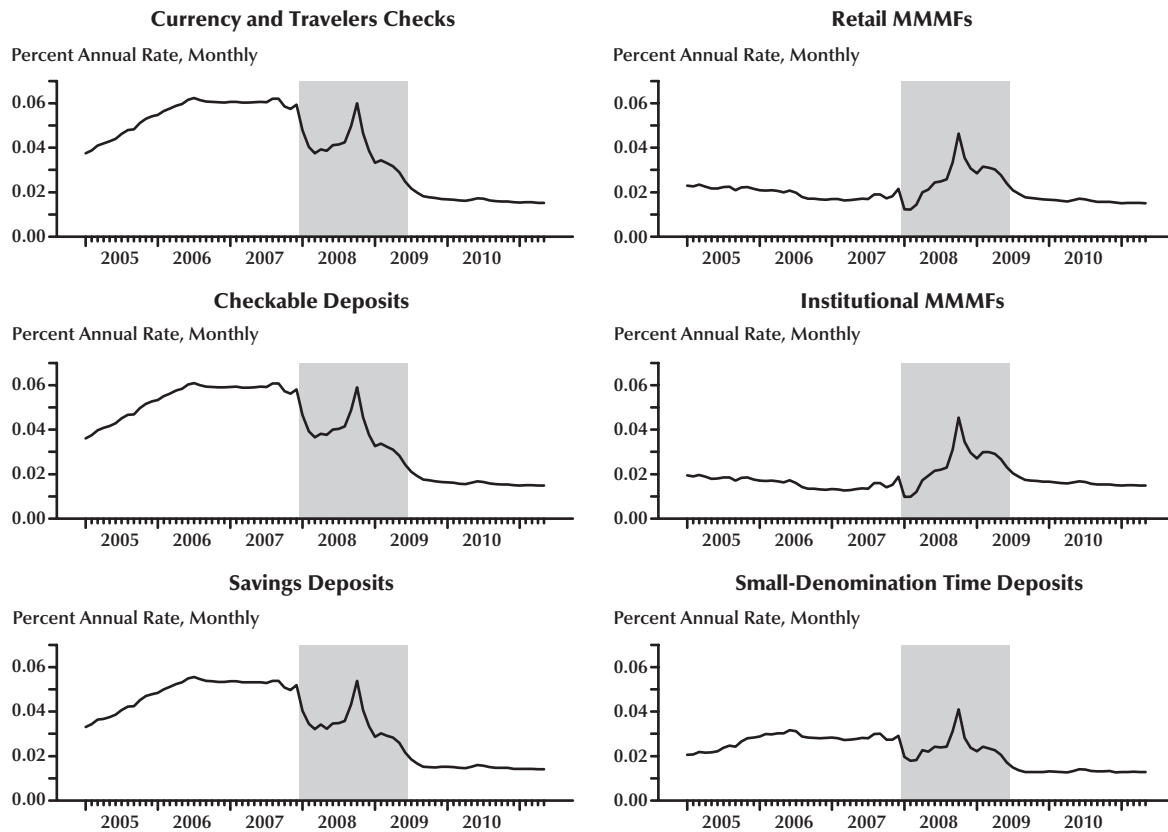 Currency and Travelers Checks
Percent Annual Rate, Monthly
0.06
0.04
0.02
0.00
2005 2006 2007 2008 2009 2010
Retail MMMFs
Percent Annual Rate, Monthly
0.06
0.04
0.02
0.00
2005 2006 2007 2008 2009 2010
Checkable Deposits
Percent Annual Rate, Monthly
0.06
0.04
0.02
0.00
2005 2006 2007 2008 2009 2010
Institutional MMMFs
Percent Annual Rate, Monthly
0.06
0.04
0.02
0.00
2005 2006 2007 2008 2009 2010
Savings Deposits
Percent Annual Rate, Monthly
0.06
0.04
0.02
0.00
2005 2006 2007 2008 2009 2010
Small-Denomination Time Deposits
Percent Annual Rate, Monthly
0.06
0.04
0.02
0.00
2005 2006 2007 2008 2009 2010